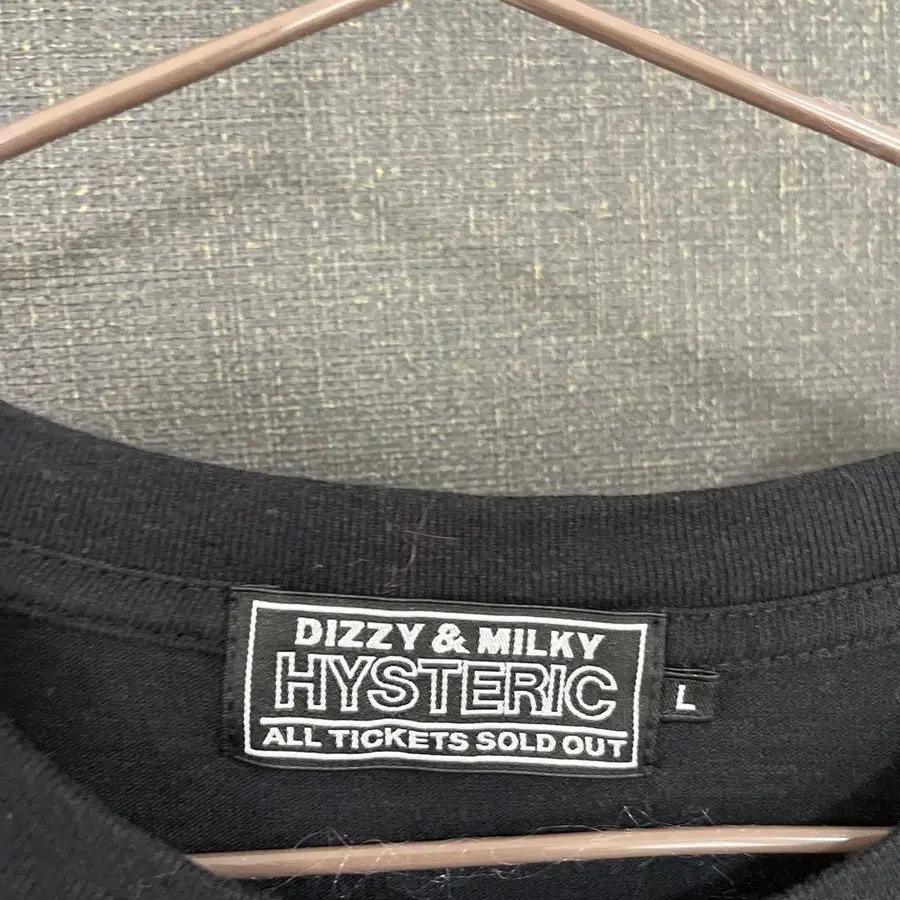 DIZZY & MILKY
HYSTERIC
ALL TICKETS SOLD OUT
L